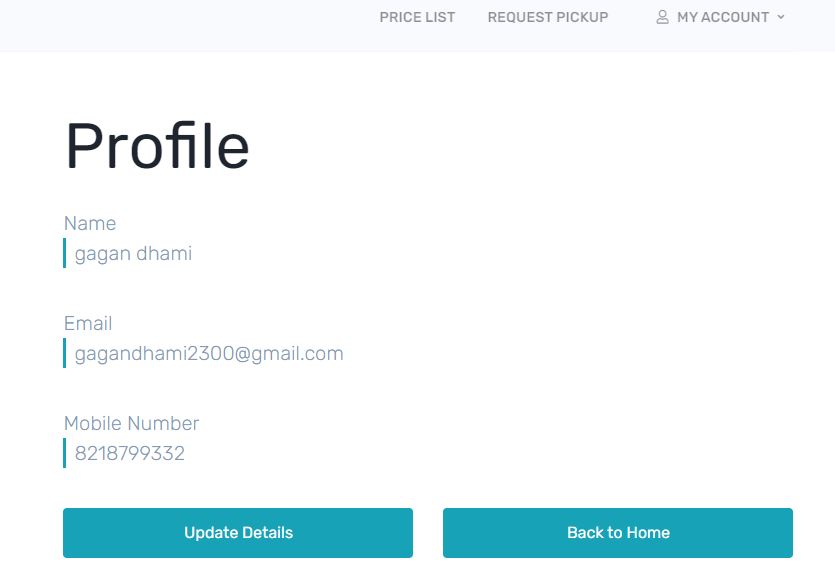 PRICE LIST REQUEST PICKUP MY ACCOUNT
Profile
Name
gagan dhami
Email
gagandhami2300@gmail.com
Mobile Number
8218799332
Update Details Back to Home